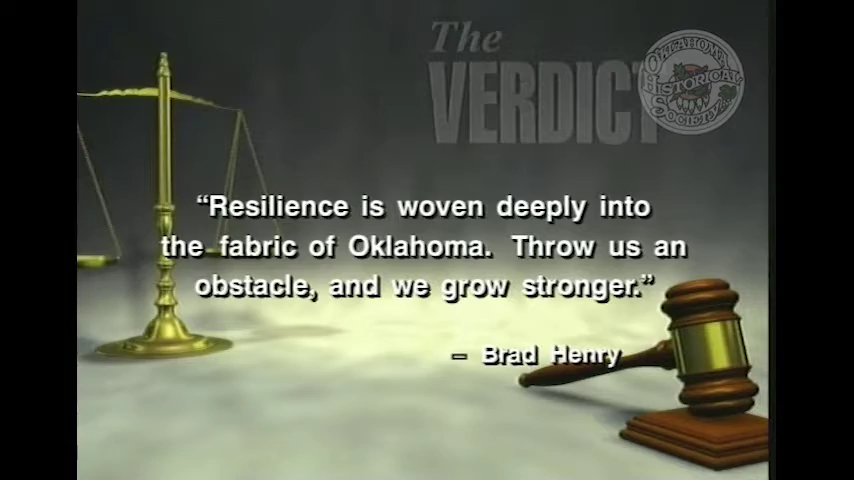 The
VERDICT
OKLAHOMA
HISTORICAL
SOCIETY
“Resilience is woven deeply into
the fabric of Oklahoma. Throw us an
obstacle, and we grow stronger.”
– Brad Henry